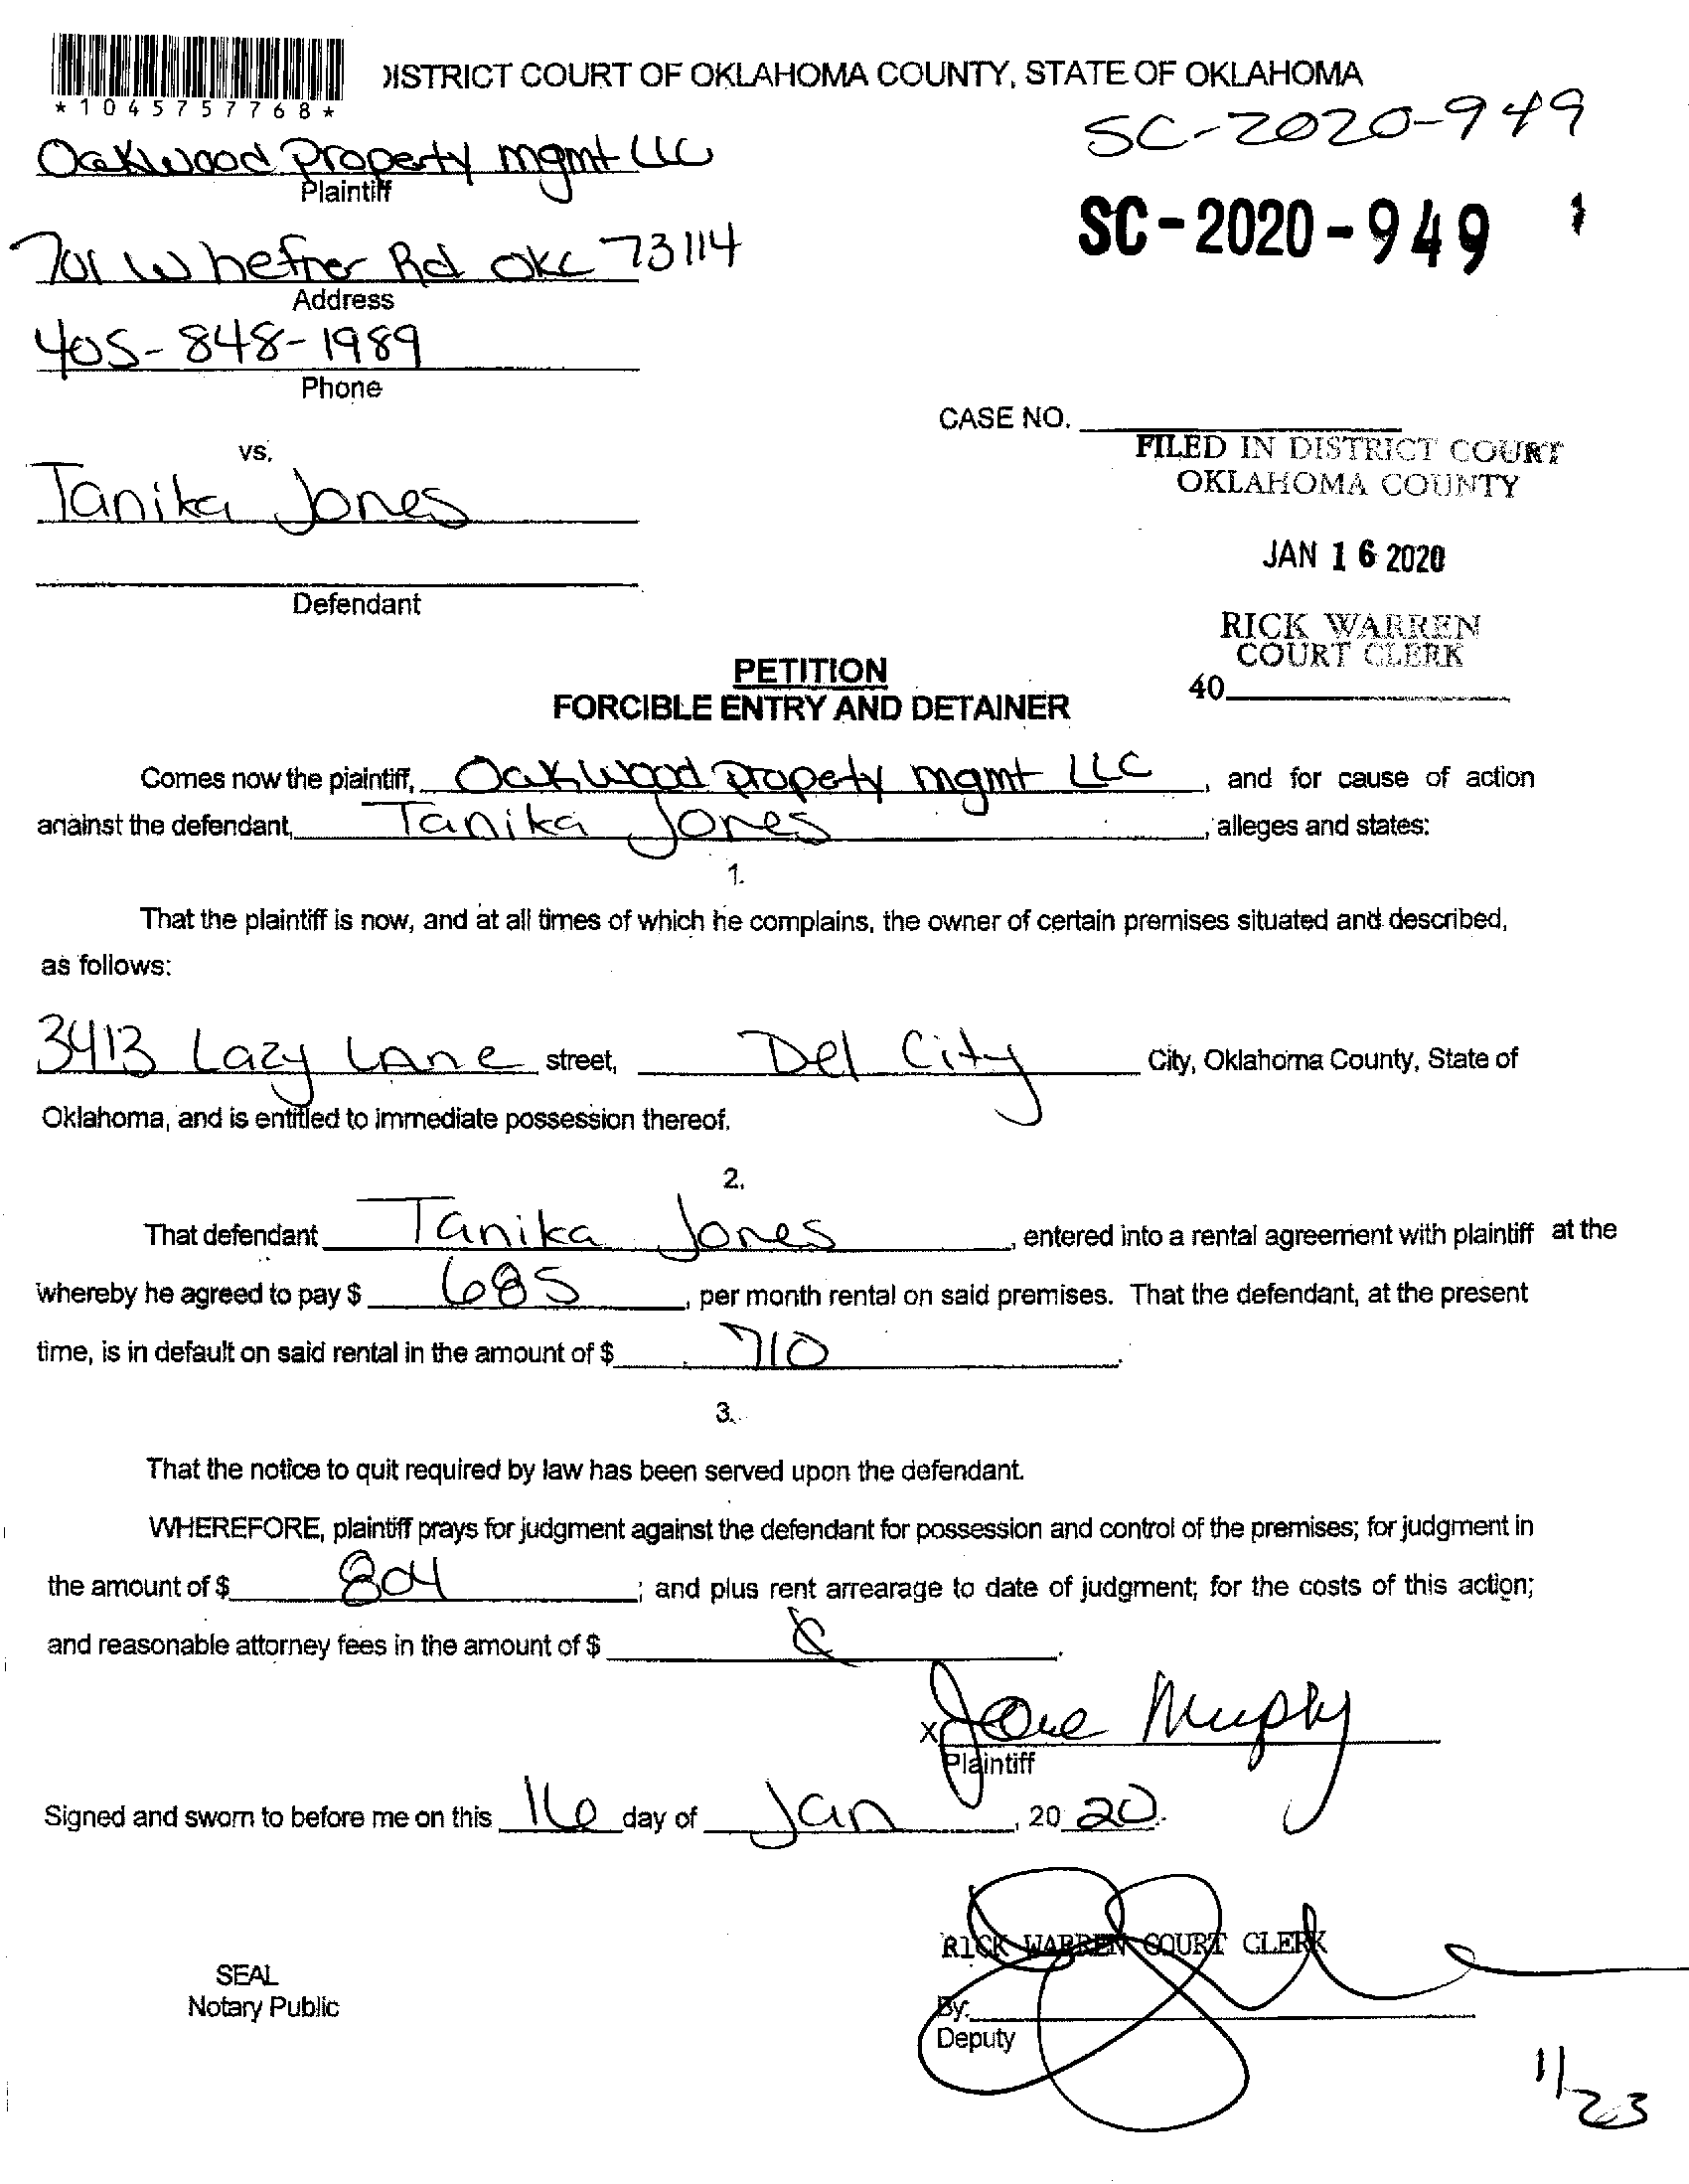 *1045757768*
DISTRICT COURT OF OKLAHOMA COUNTY, STATE OF OKLAHOMA
SC-2020-949
Oakwood Property mgmt LLC
Plaintiff
SC-2020-949
701 W hefner Rd OKC 73114
Address
405-848-1989
Phone
CASE NO.
vs.
FILED IN DISTRICT COURT
OKLAHOMA COUNTY
Tanika Jones
JAN 16 2020
Defendant
RICK WARREN
COURT CLERK
40
PETITION
FORCIBLE ENTRY AND DETAINER
Comes now the plaintiff, Oakwood Propety mgmt LLC, and for cause of action
against the defendant, Tanika Jones, alleges and states:
1.
That the plaintiff is now, and at all times of which he complains, the owner of certain premises situated and described,
as follows:
3413 Lazy Lane street, Del City City, Oklahoma County, State of
Oklahoma, and is entitled to immediate possession thereof.
2.
That defendant Tanika Jones, entered into a rental agreement with plaintiff at the
whereby he agreed to pay $ 685, per month rental on said premises. That the defendant, at the present
time, is in default on said rental in the amount of $ 710.
3.
That the notice to quit required by law has been served upon the defendant.
WHEREFORE, plaintiff prays for judgment against the defendant for possession and control of the premises; for judgment in
the amount of $ 804; and plus rent arrearage to date of judgment; for the costs of this action;
and reasonable attorney fees in the amount of $
x Jane Murphy
Plaintiff
Signed and sworn to before me on this 16 day of Jan, 20 20.
RICK WARREN COURT CLERK
SEAL
Notary Public
By:
Deputy
1/23